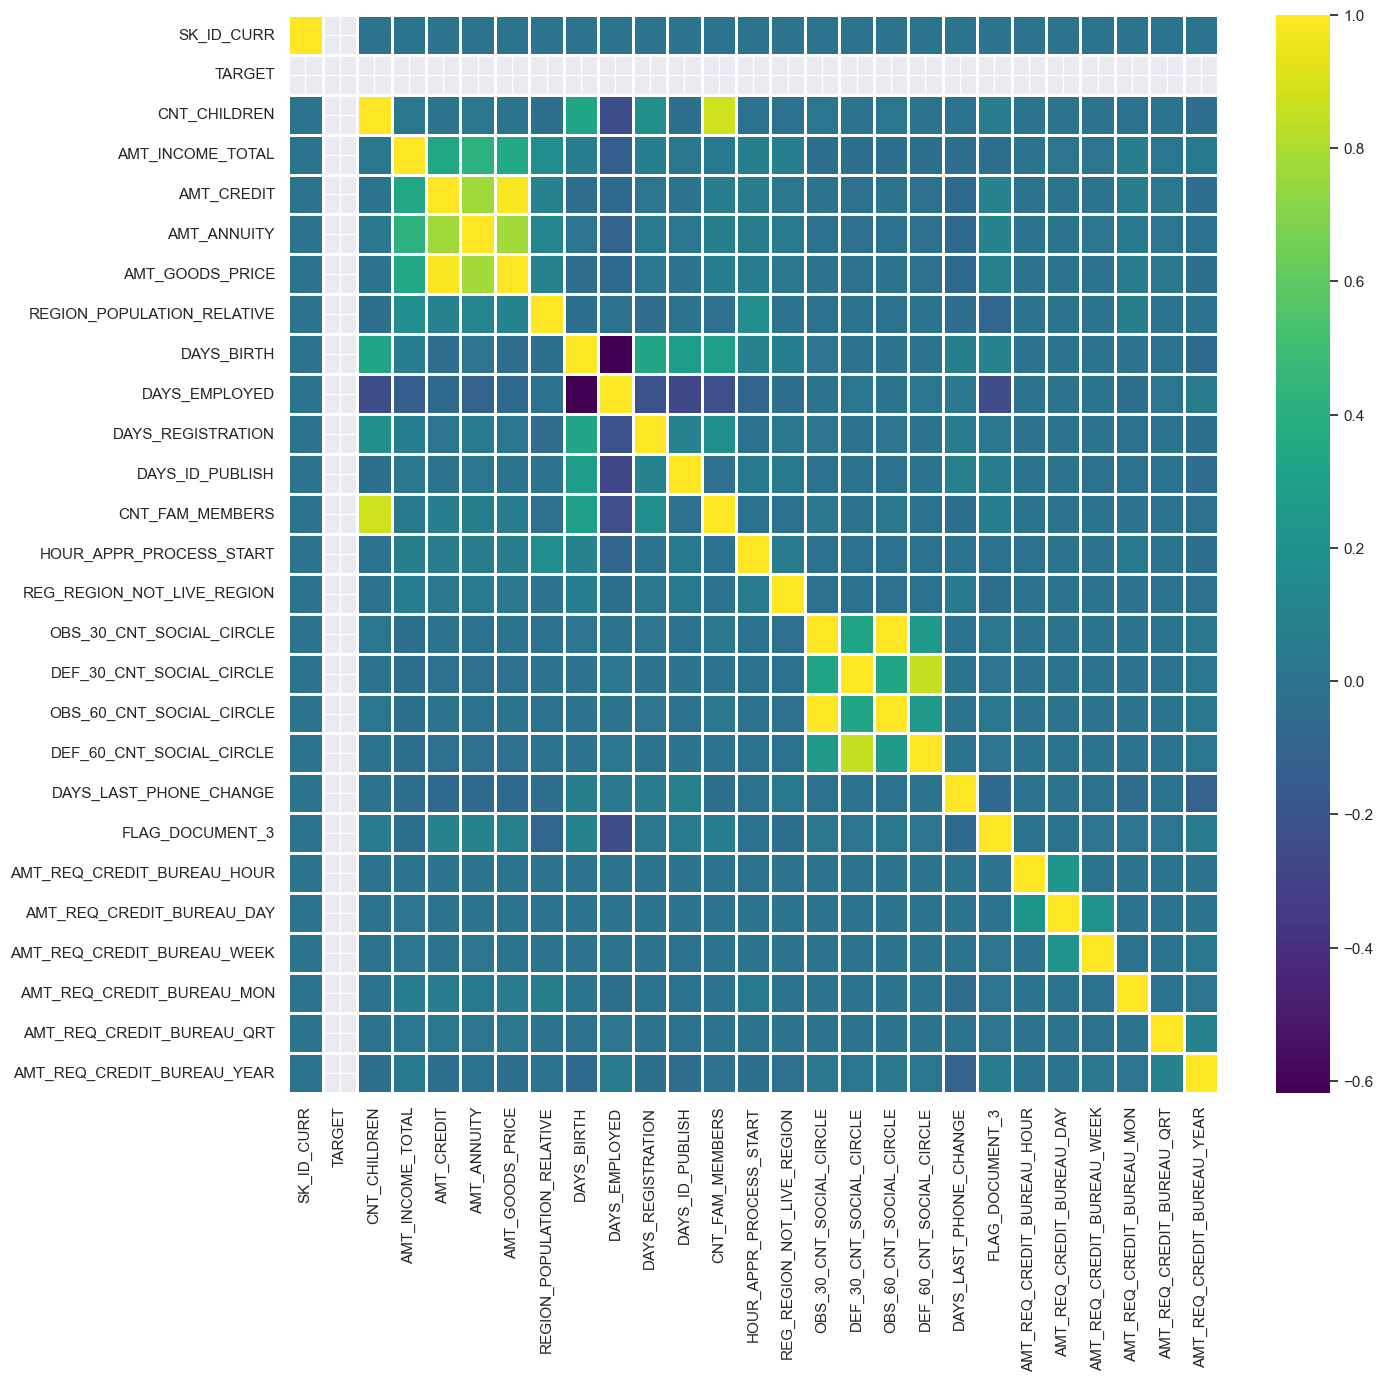 SK_ID_CURR
TARGET
CNT_CHILDREN
AMT_INCOME_TOTAL
AMT_CREDIT
AMT_ANNUITY
AMT_GOODS_PRICE
REGION_POPULATION_RELATIVE
DAYS_BIRTH
DAYS_EMPLOYED
DAYS_REGISTRATION
DAYS_ID_PUBLISH
CNT_FAM_MEMBERS
HOUR_APPR_PROCESS_START
REG_REGION_NOT_LIVE_REGION
OBS_30_CNT_SOCIAL_CIRCLE
DEF_30_CNT_SOCIAL_CIRCLE
OBS_60_CNT_SOCIAL_CIRCLE
DEF_60_CNT_SOCIAL_CIRCLE
DAYS_LAST_PHONE_CHANGE
FLAG_DOCUMENT_3
AMT_REQ_CREDIT_BUREAU_HOUR
AMT_REQ_CREDIT_BUREAU_DAY
AMT_REQ_CREDIT_BUREAU_WEEK
AMT_REQ_CREDIT_BUREAU_MON
AMT_REQ_CREDIT_BUREAU_QRT
AMT_REQ_CREDIT_BUREAU_YEAR
SK_ID_CURR
TARGET
CNT_CHILDREN
AMT_INCOME_TOTAL
AMT_CREDIT
AMT_ANNUITY
AMT_GOODS_PRICE
REGION_POPULATION_RELATIVE
DAYS_BIRTH
DAYS_EMPLOYED
DAYS_REGISTRATION
DAYS_ID_PUBLISH
CNT_FAM_MEMBERS
HOUR_APPR_PROCESS_START
REG_REGION_NOT_LIVE_REGION
OBS_30_CNT_SOCIAL_CIRCLE
DEF_30_CNT_SOCIAL_CIRCLE
OBS_60_CNT_SOCIAL_CIRCLE
DEF_60_CNT_SOCIAL_CIRCLE
DAYS_LAST_PHONE_CHANGE
FLAG_DOCUMENT_3
AMT_REQ_CREDIT_BUREAU_HOUR
AMT_REQ_CREDIT_BUREAU_DAY
AMT_REQ_CREDIT_BUREAU_WEEK
AMT_REQ_CREDIT_BUREAU_MON
AMT_REQ_CREDIT_BUREAU_QRT
AMT_REQ_CREDIT_BUREAU_YEAR
1.0
0.8
0.6
0.4
0.2
0.0
−0.2
−0.4
−0.6